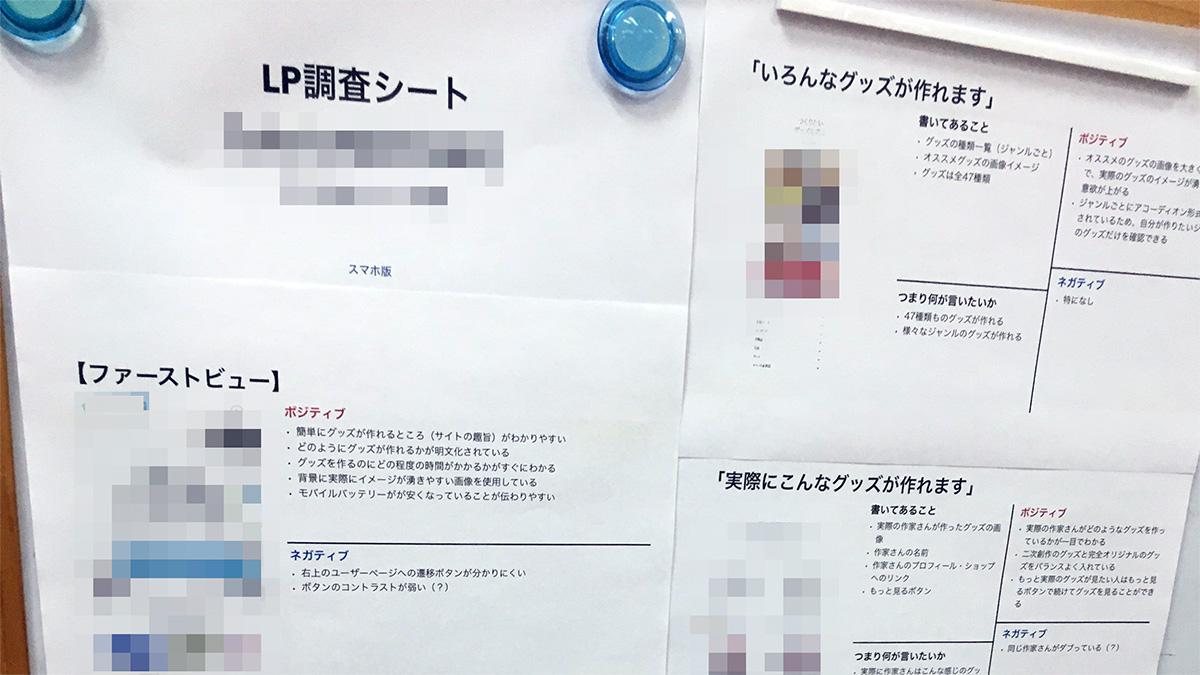 LP調査シート
スマホ版
【ファーストビュー】
ポジティブ
・ 簡単にグッズが作れるところ（サイトの趣旨）がわかりやすい
・ どのようにグッズが作れるかが明文化されている
・ グッズを作るのにどの程度の時間がかかるかがすぐにわかる
・ 背景に実際にイメージが湧きやすい画像を使用している
・ モバイルバッテリーがが安くなっていることが伝わりやすい
ネガティブ
・ 右上のユーザーページへの遷移ボタンが分かりにくい
・ ボタンのコントラストが弱い（？）
「いろんなグッズが作れます」
書いてあること
・ グッズの種類一覧（ジャンルごと）
・ オススメグッズの画像イメージ
・ グッズは全47種類
つまり何が言いたいか
・ 47種類ものグッズが作れる
・ 様々なジャンルのグッズが作れる
ポジティブ
・ オススメのグッズの画像を大きく
で、実際のグッズのイメージが湧
意欲が上がる
・ ジャンルごとにアコーディオン形式
されているため、自分が作りたいジ
のグッズだけを確認できる
ネガティブ
・ 特になし
「実際にこんなグッズが作れます」
書いてあること
・ 実際の作家さんが作ったグッズの画
像
・ 作家さんの名前
・ 作家さんのプロフィール・ショップ
へのリンク
・ もっと見るボタン
つまり何が言いたいか
・ 実際に作家さんはこんな感じのグッ
ポジティブ
・ 実際の作家さんがどのようなグッズを作っ
ているかが一目でわかる
・ 二次創作のグッズと完全オリジナルのグッ
ズをバランスよく入れている
・ もっと実際のグッズが見たい人はもっと見
るボタンで続けてグッズを見ることができ
る
ネガティブ
・ 同じ作家さんがダブっている（？）